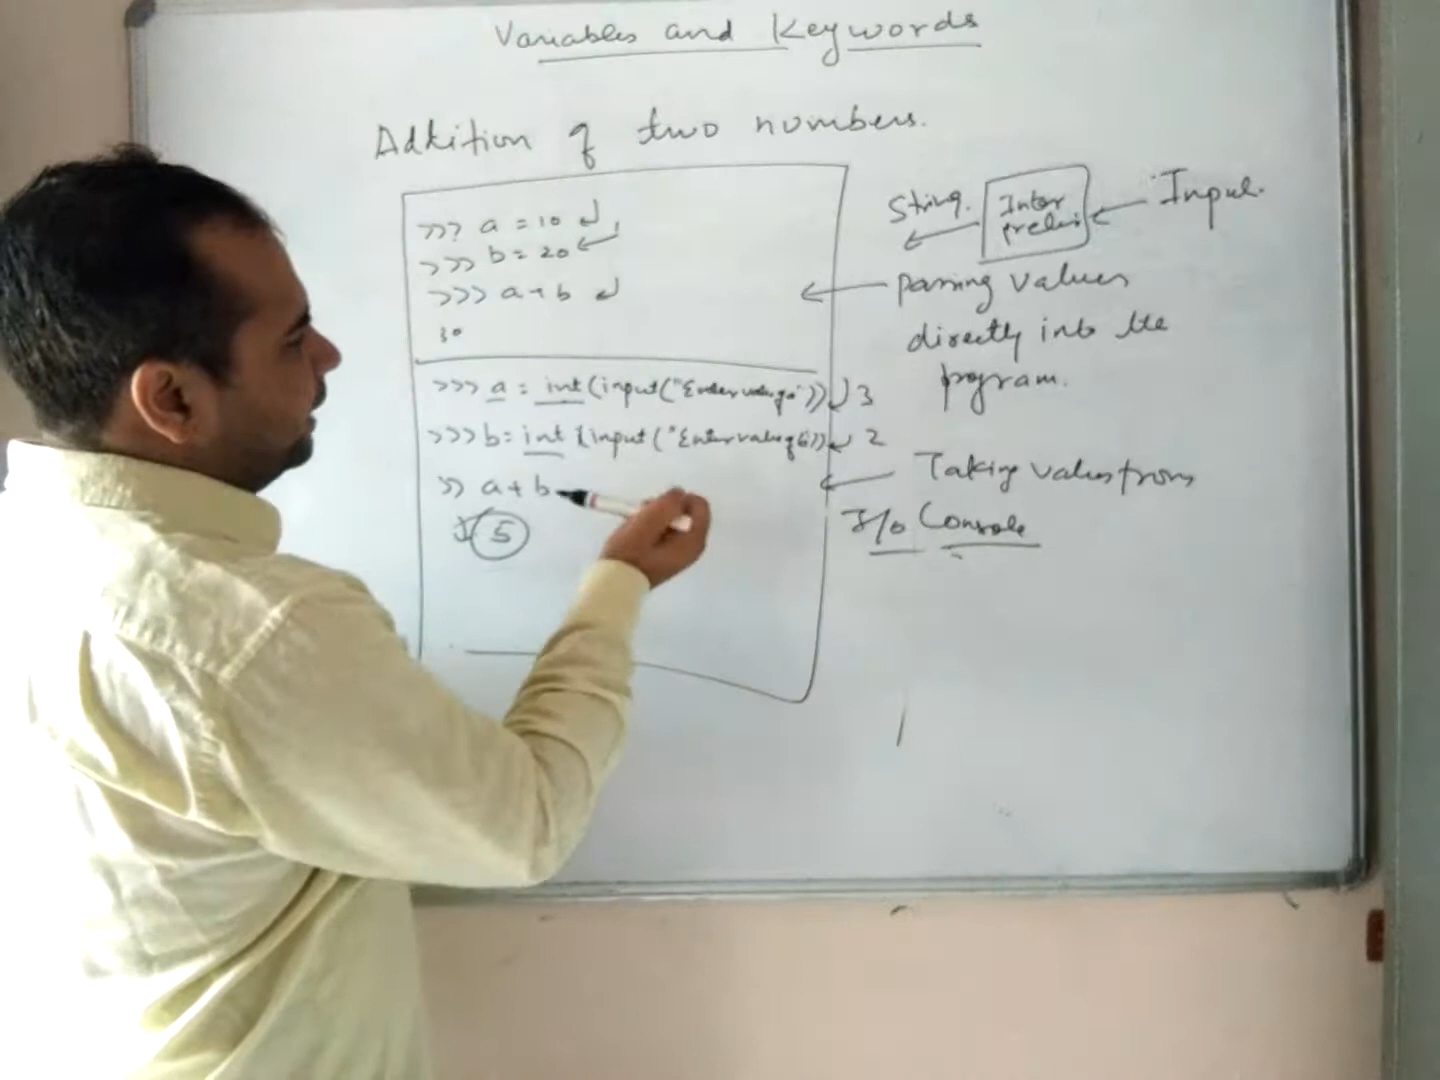 Variables and Keywords
Addition of two numbers.
>>> a = 10 ↲
>>> b = 20 ↲
>>> a + b ↲
30
>>> a = int(input("Enter value a")) ↲ 3
>>> b = int(input("Enter value of b")) ↲ 2
>> a + b
5
String. ← Inter ← Input.
preter
← passing values
directly into the
program.
← Taking values from
I/o Console